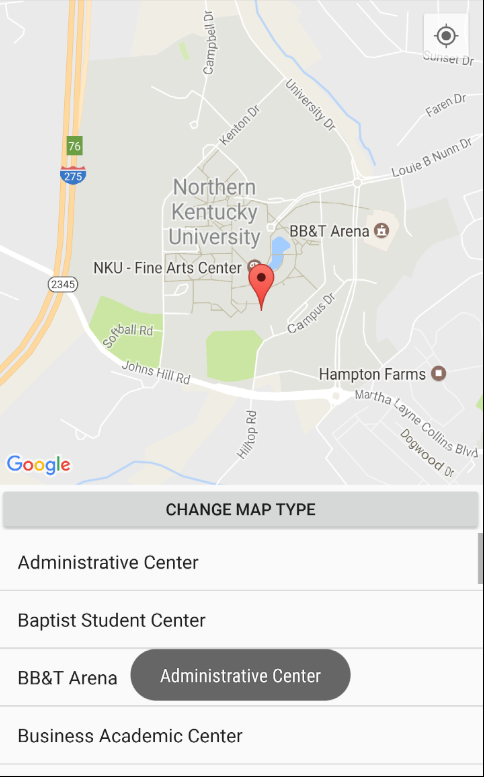 Campbell Dr
Sunset Dr
University Dr
Faren Dr
Kenton Dr
76
275
Louie B Nunn Dr
Northern
Kentucky
University
BB&T Arena
NKU - Fine Arts Center
2345
Campus Dr
Softball Rd
Johns Hill Rd
Hampton Farms
Martha Layne Collins Blvd
Hilltop Rd
Dogwood Dr
Google
CHANGE MAP TYPE
Administrative Center
Baptist Student Center
BB&T Arena
Administrative Center
Business Academic Center